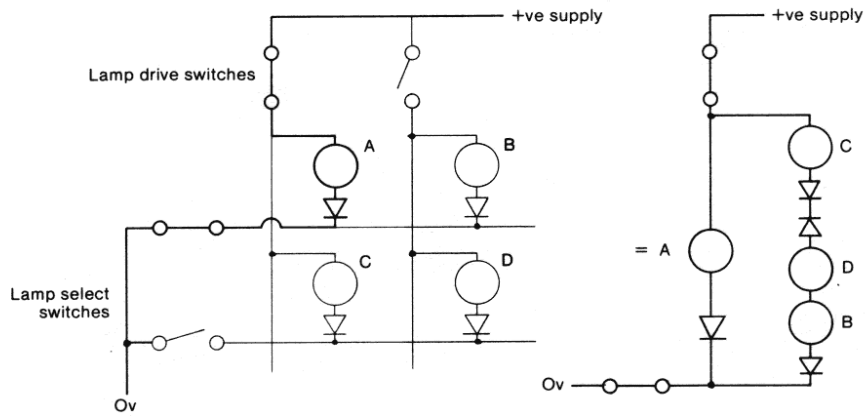 +ve supply
+ve supply
Lamp drive switches
A
B
C
= A
C
D
D
B
Lamp select
switches
Ov
Ov